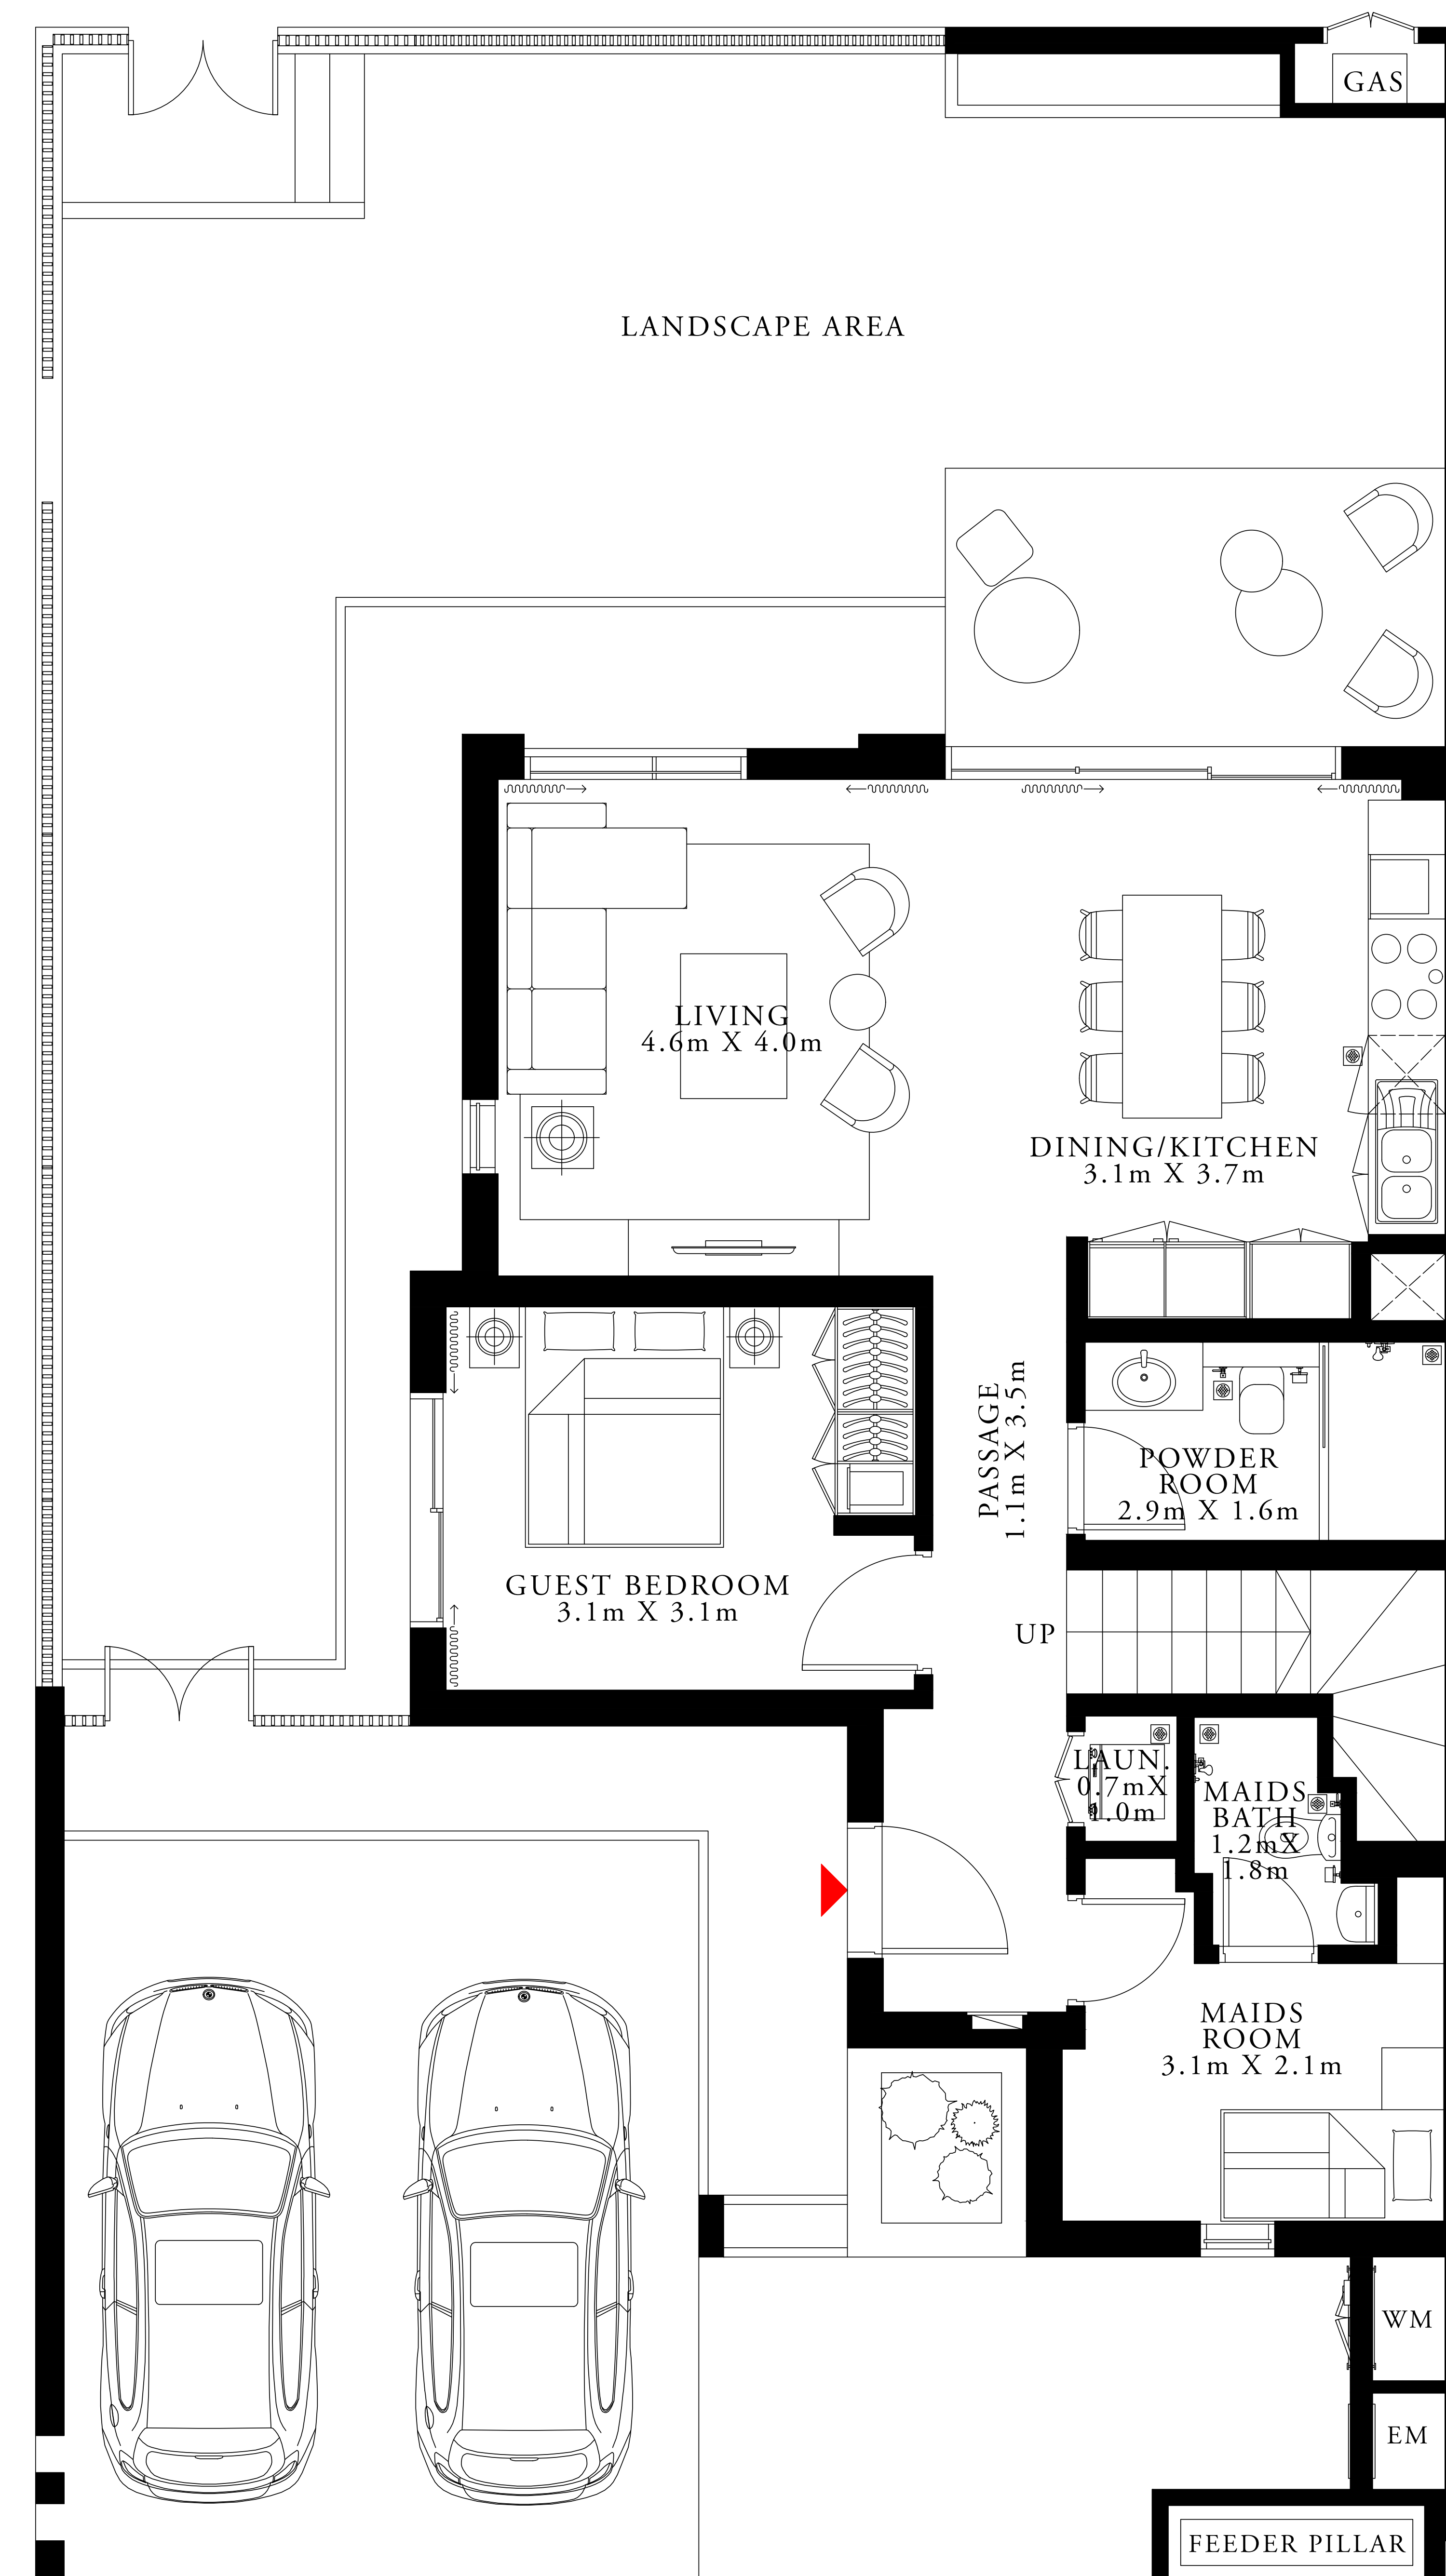 GAS
LANDSCAPE AREA
LIVING
4.6m X 4.0m
DINING/KITCHEN
3.1m X 3.7m
PASSAGE
1.1m X 3.5m
POWDER
ROOM
2.9m X 1.6m
GUEST BEDROOM
3.1m X 3.1m
UP
LAUN.
0.7mX
1.0m
MAIDS
BATH
1.2mX
1.8m
MAIDS
ROOM
3.1m X 2.1m
WM
EM
FEEDER PILLAR